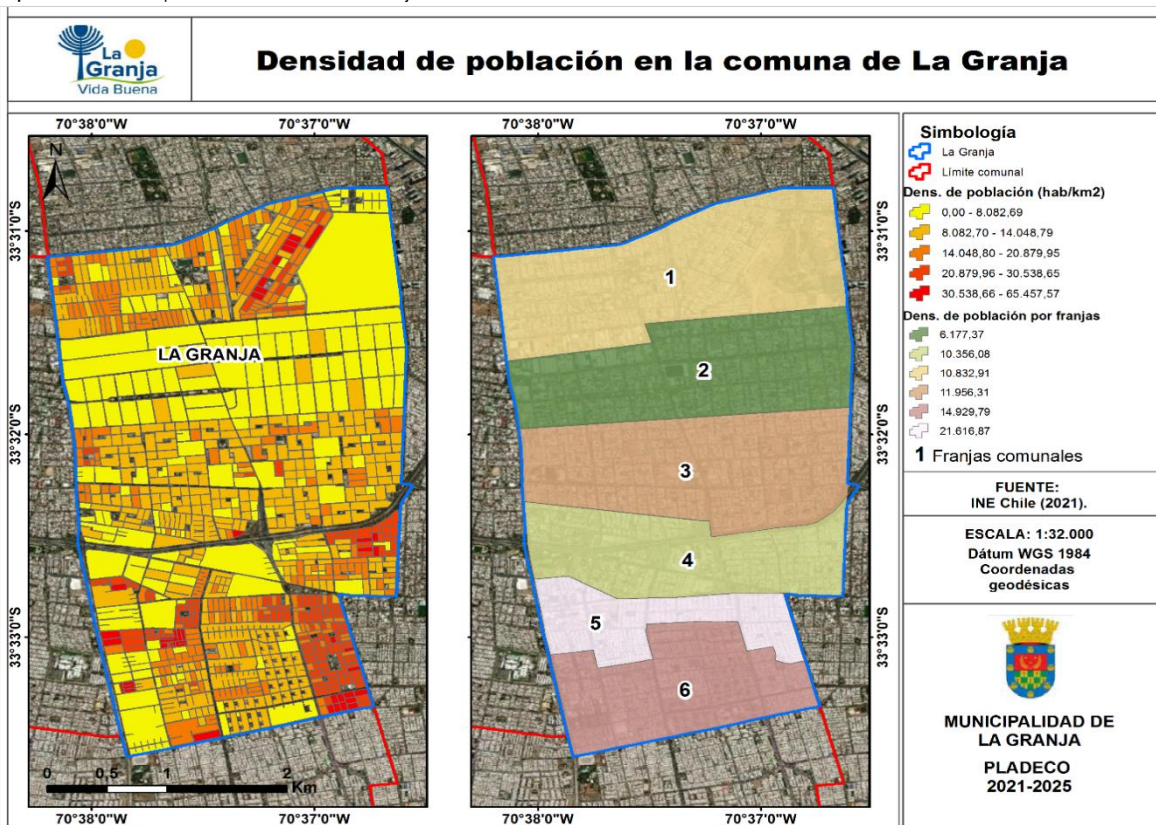 La
Granja
Vida Buena
Densidad de población en la comuna de La Granja
70°38'0"W
70°37'0"W
70°38'0"W
70°37'0"W
N
33°31'0"S
33°32'0"S
33°33'0"S
LA GRANJA
0 0,5 1 2
Km
70°38'0"W
70°37'0"W
1
2
3
4
5
6
33°31'0"S
33°32'0"S
33°33'0"S
70°38'0"W
70°37'0"W
Simbología
La Granja
Límite comunal
Dens. de población (hab/km2)
0,00 - 8.082,69
8.082,70 - 14.048,79
14.048,80 - 20.879,95
20.879,96 - 30.538,65
30.538,66 - 65.457,57
Dens. de población por franjas
6.177,37
10.356,08
10.832,91
11.956,31
14.929,79
21.616,87
1 Franjas comunales
FUENTE:
INE Chile (2021).
ESCALA: 1:32.000
Dátum WGS 1984
Coordenadas
geodésicas
MUNICIPALIDAD DE
LA GRANJA
PLADECO
2021-2025